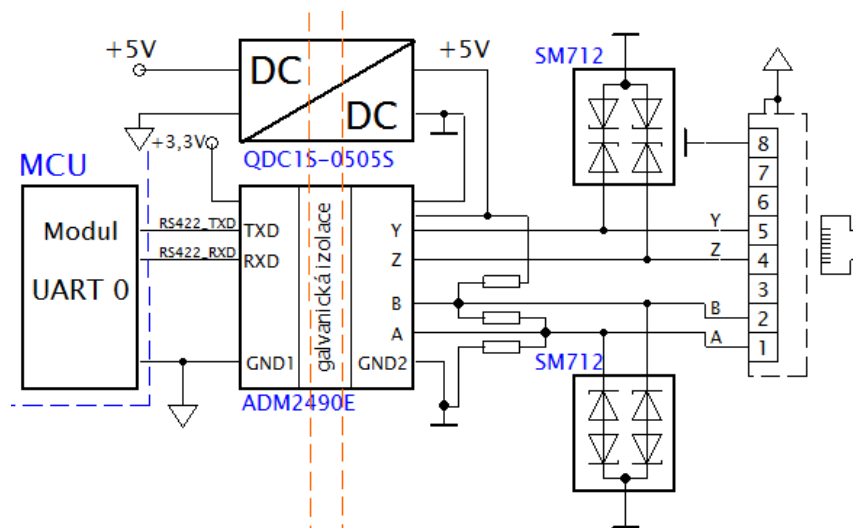 +5V
DC
DC
+5V
SM712
+3,3V
QDC1S-0505S
MCU
Modul
UART 0
RS422_TXD
RS422_RXD
TXD
RXD
GND1
galvanická izolace
Y
Z
B
A
GND2
ADM2490E
SM712
Y
Z
B
A
8
7
6
5
4
3
2
1